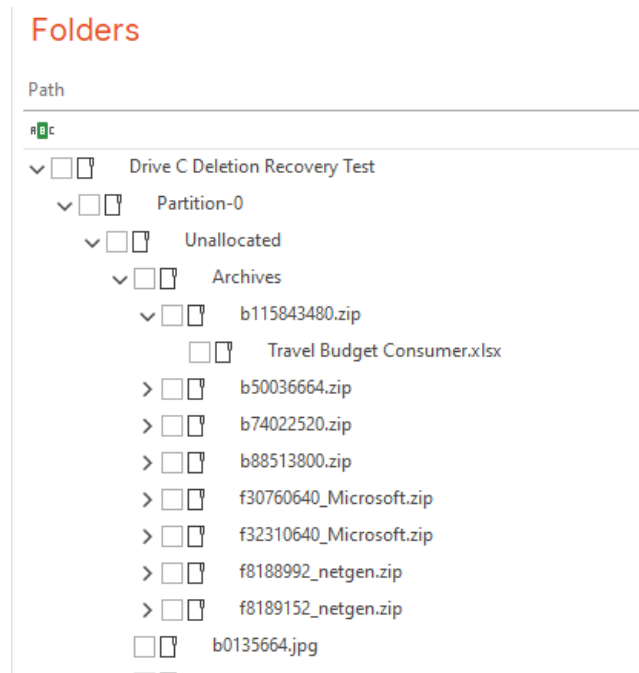 Folders
Path
ABC
Drive C Deletion Recovery Test
Partition-0
Unallocated
Archives
b115843480.zip
Travel Budget Consumer.xlsx
b50036664.zip
b74022520.zip
b88513800.zip
f30760640_Microsoft.zip
f32310640_Microsoft.zip
f8188992_netgen.zip
f8189152_netgen.zip
b0135664.jpg